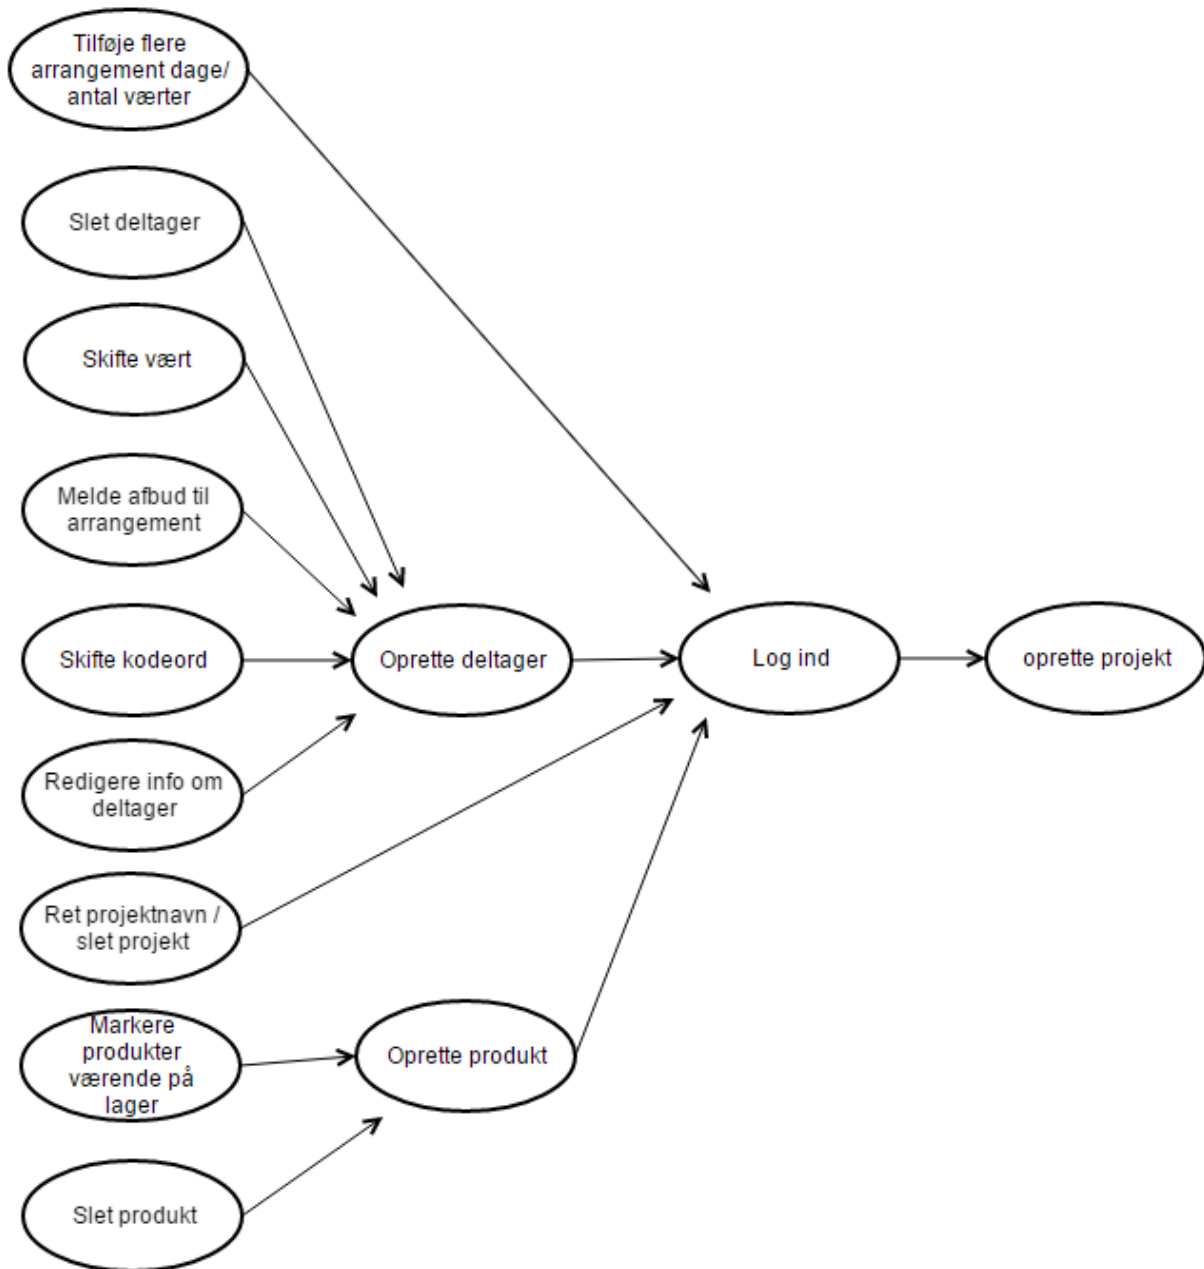 Tilføje flere
arrangement dage/
antal værter
Slet deltager
Skifte vært
Melde afbud til
arrangement
Skifte kodeord
Oprette deltager
Log ind
oprette projekt
Redigere info om
deltager
Ret projektnavn /
slet projekt
Markere
produkter
værende på
lager
Oprette produkt
Slet produkt